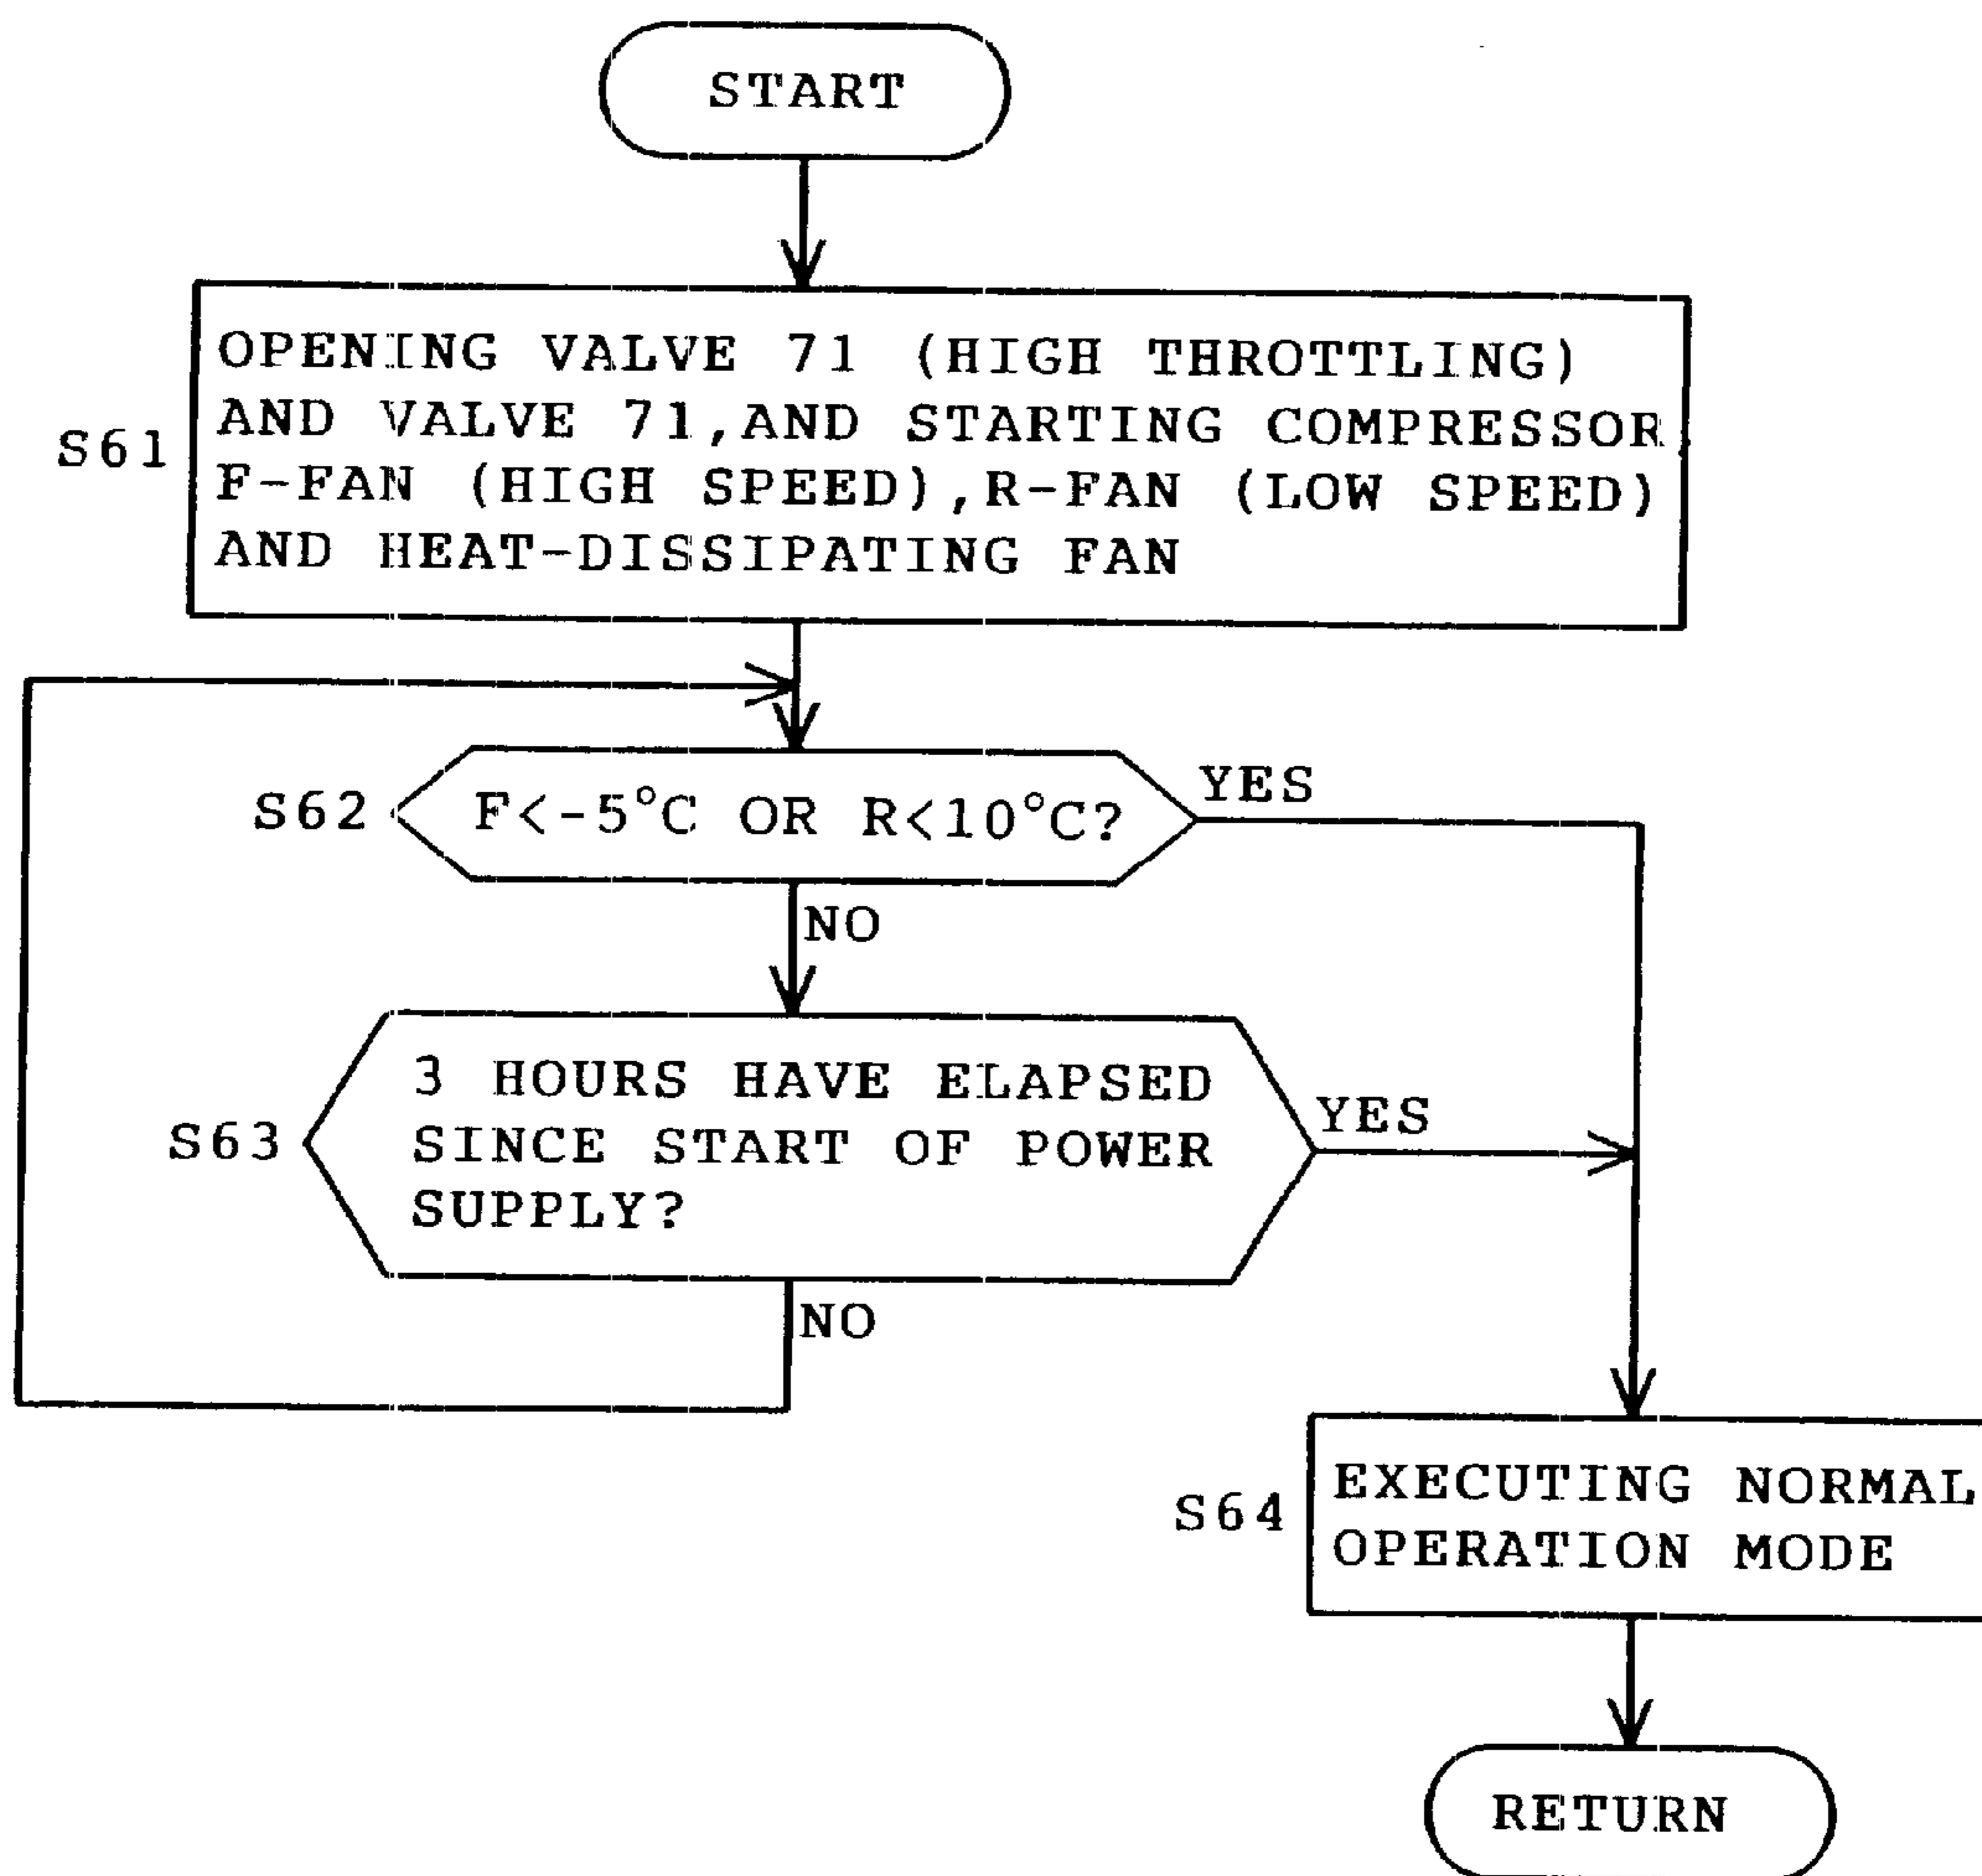 START
OPENING VALVE 71 (HIGH THROTTLING)
AND VALVE 71,AND STARTING COMPRESSOR
S61
F-FAN (HIGH SPEED),R-FAN (LOW SPEED)
AND HEAT-DISSIPATING FAN
S62
F<-5°C OR R<10°C?
YES
NO
3 HOURS HAVE ELAPSED
S63
SINCE START OF POWER
SUPPLY?
YES
NO
S64
EXECUTING NORMAL
OPERATION MODE
RETURN